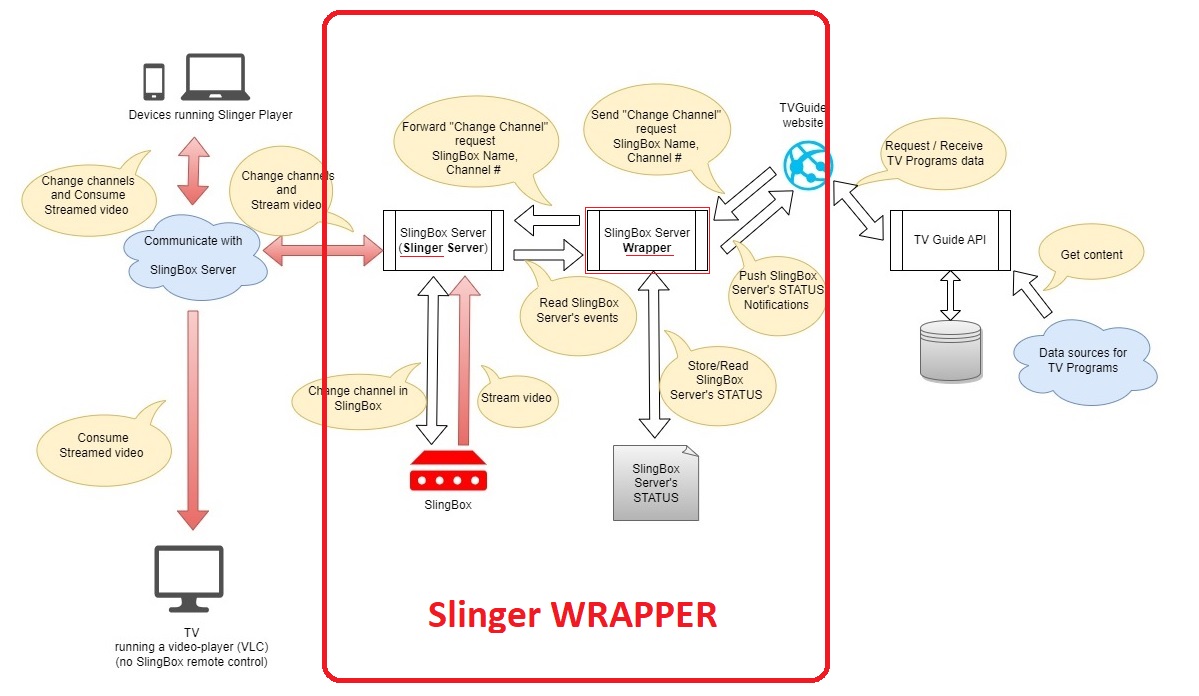 Devices running Slinger Player
Change channels
and Consume
Streamed video
Change channels
and
Stream video
Communicate with
SlingBox Server
Consume
Streamed video
TV
running a video-player (VLC)
(no SlingBox remote control)
Forward "Change Channel"
request
SlingBox Name,
Channel #
Send "Change Channel"
request
SlingBox Name,
Channel #
TVGuide
website
SlingBox Server
(Slinger Server)
SlingBox Server
Wrapper
Read SlingBox
Server's events
Push SlingBox
Server's STATUS
Notifications
Change channel in
SlingBox
Stream video
Store/Read
SlingBox
Server's STATUS
SlingBox
SlingBox
Server's
STATUS
Slinger WRAPPER
Request / Receive
TV Programs data
TV Guide API
Get content
Data sources for
TV Programs